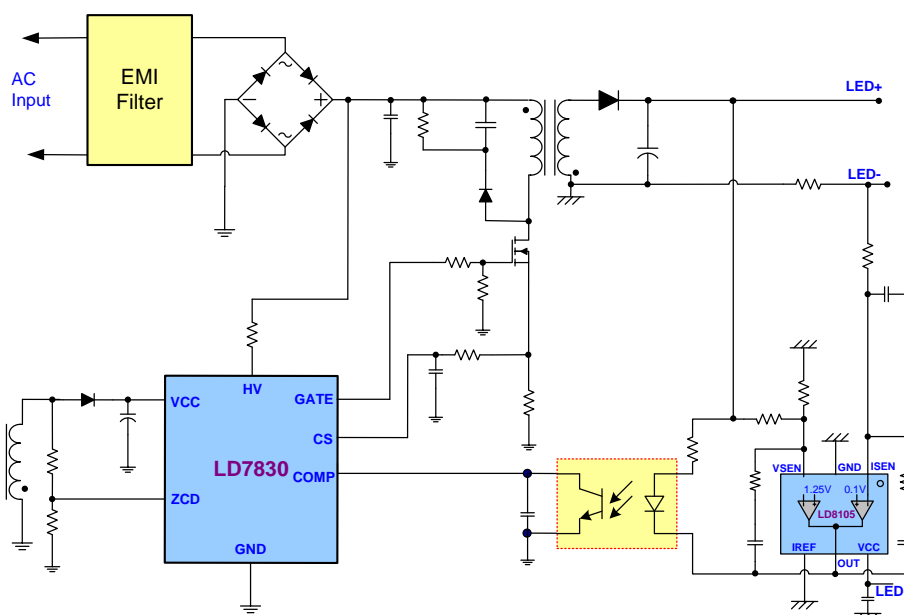 EMI
Filter
AC
Input
LED+
LED-
HV
VCC
GATE
CS
LD7830
COMP
ZCD
GND
VSEN
GND
ISEN
1.25V
0.1V
LD8105
IREF
VCC
OUT
LED